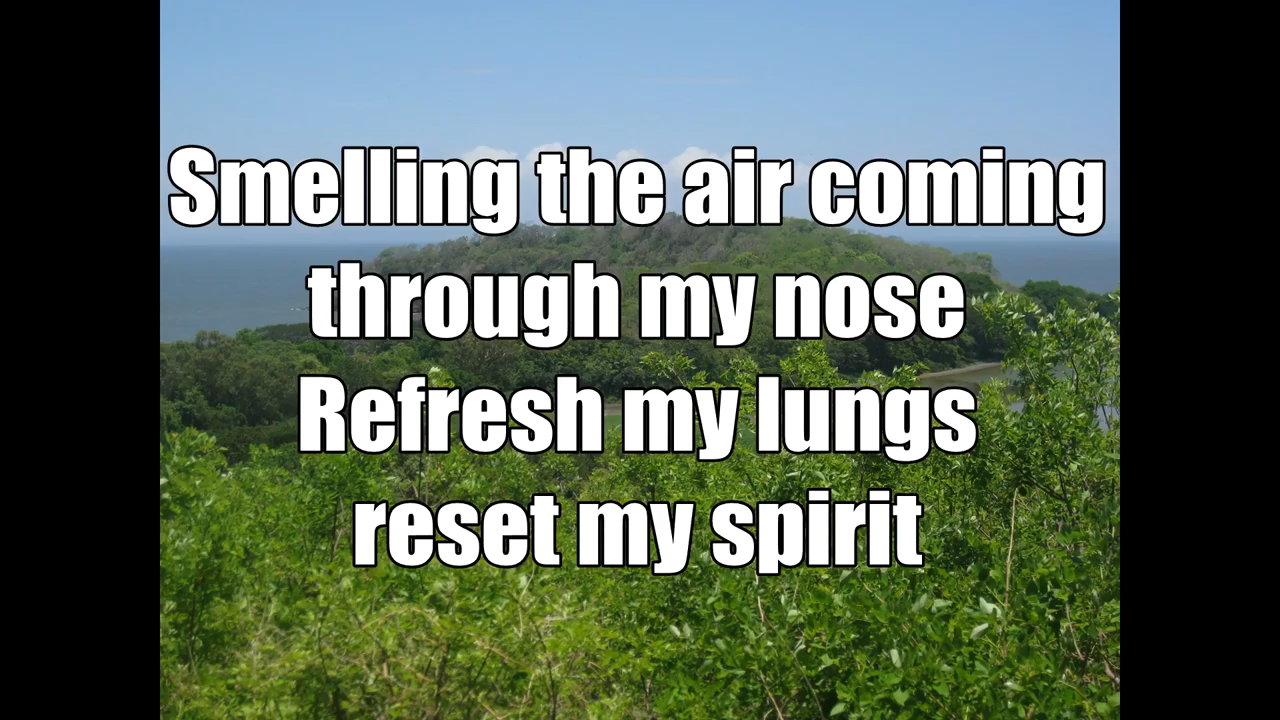 Smelling the air coming
through my nose
Refresh my lungs
reset my spirit